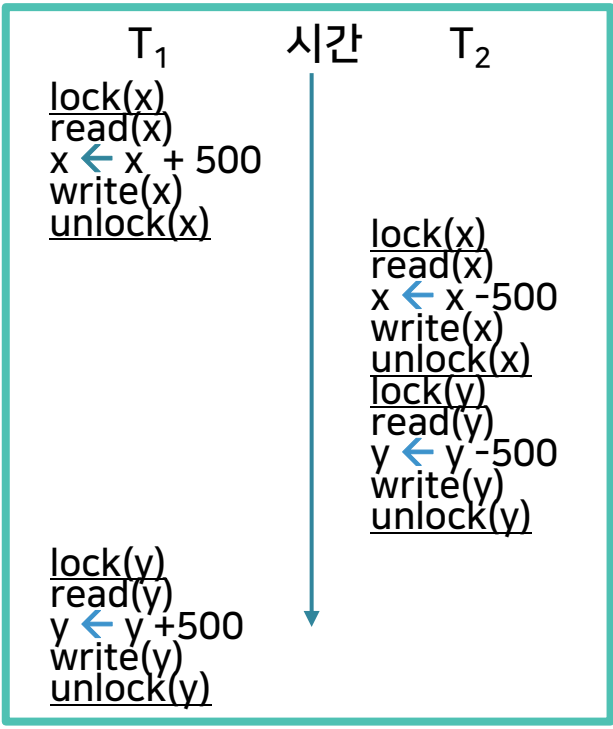 T₁ 시간 T₂
lock(x)
read(x)
x ← x + 500
write(x)
unlock(x)
lock(x)
read(x)
x ← x -500
write(x)
unlock(x)
lock(y)
read(y)
y ← y -500
write(y)
unlock(y)
lock(y)
read(y)
y ← y +500
write(y)
unlock(y)